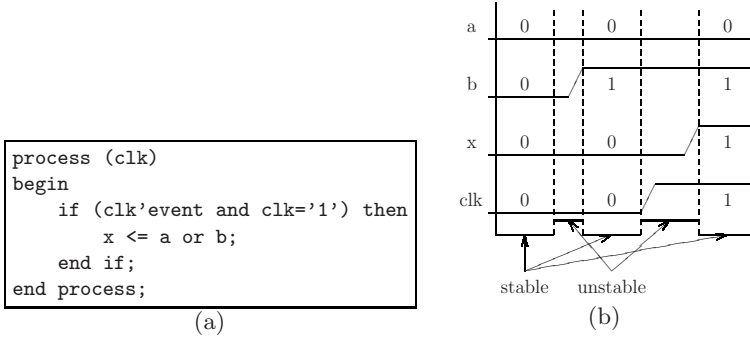 process (clk)
begin
    if (clk'event and clk='1') then
        x <= a or b;
    end if;
end process;
(a)
a 0 0 0
b 0 1 1
x 0 0 1
clk 0 0 1
stable unstable
(b)